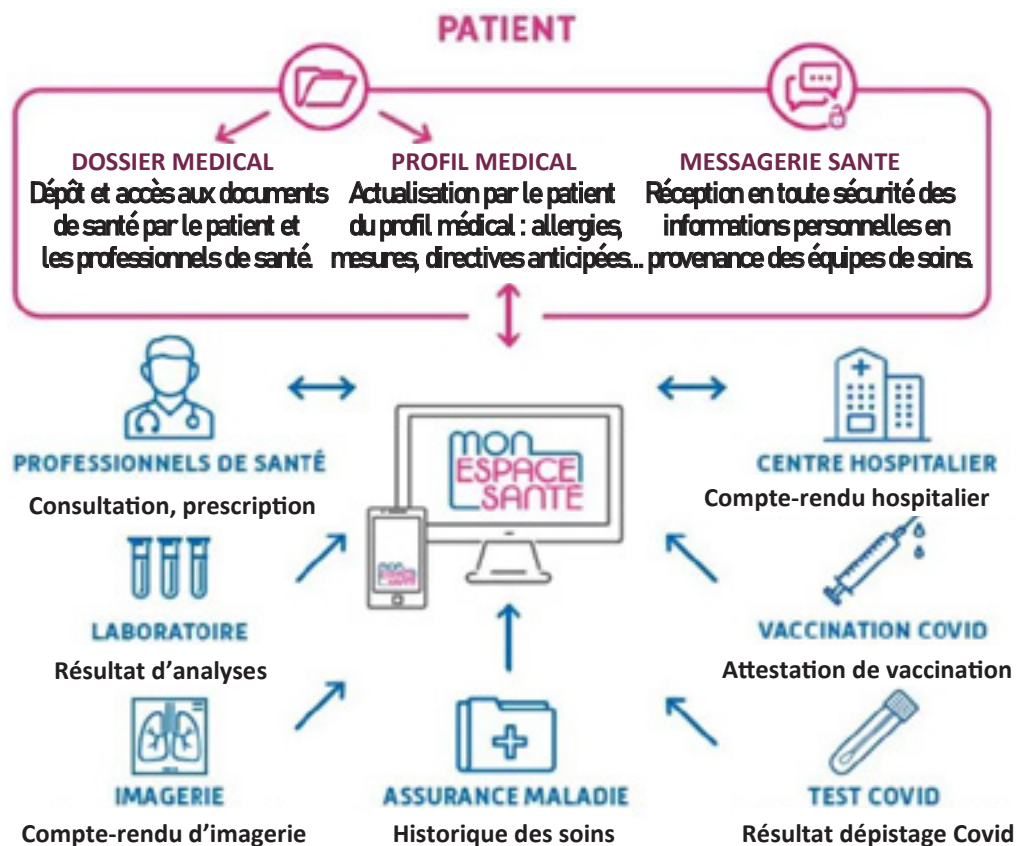 PATIENT
DOSSIER MEDICAL
Dépôt et accès aux documents
de santé par le patient et
les professionnels de santé.
PROFIL MEDICAL
Actualisation par le patient
du profil médical : allergies,
mesures, directives anticipées...
MESSAGERIE SANTE
Réception en toute sécurité des
informations personnelles en
provenance des équipes de soins.
MON
ESPACE
SANTÉ
MON
ESPACE
SANTÉ
PROFESSIONNELS DE SANTÉ
Consultation, prescription
CENTRE HOSPITALIER
Compte-rendu hospitalier
LABORATOIRE
Résultat d’analyses
VACCINATION COVID
Attestation de vaccination
IMAGERIE
Compte-rendu d’imagerie
ASSURANCE MALADIE
Historique des soins
TEST COVID
Résultat dépistage Covid